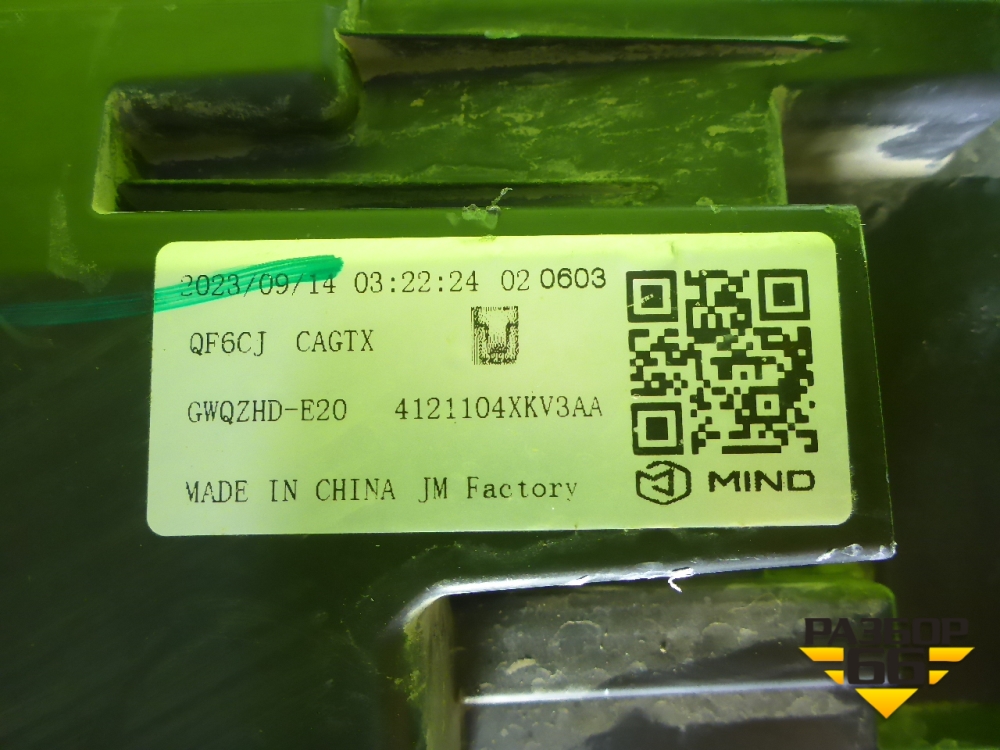 2023/09/14 03:22:24 02 0603
QF6CJ CAGTX
GWQZHD-E20 4121104XKV3AA
MADE IN CHINA JM Factory
MIND
РАЗБОР
66